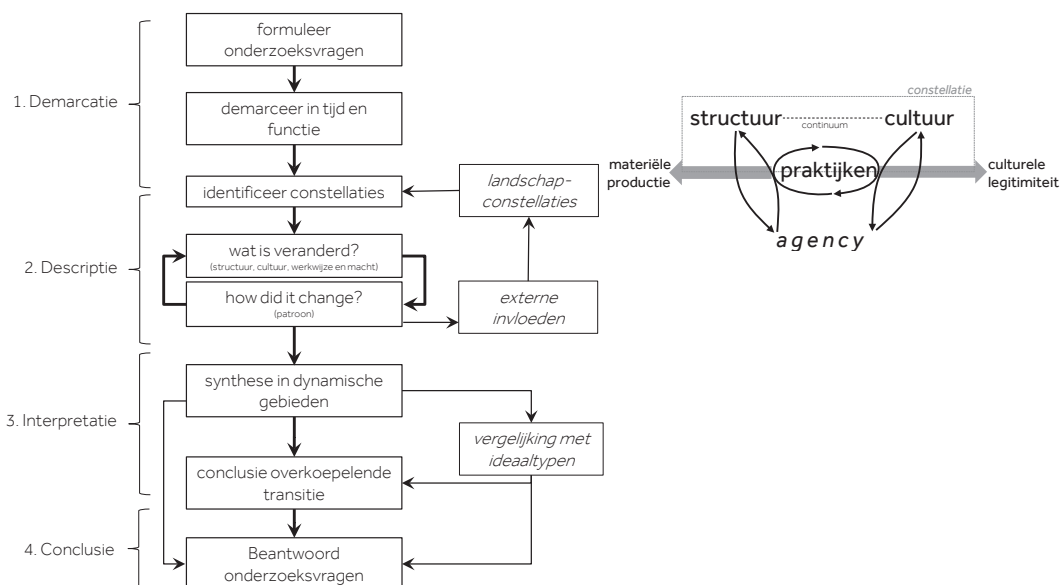 formuleer
onderzoeksvragen
1. Demarcatie
demarceer in tijd en
functie
identificeer constellaties
landschap-
constellaties
2. Descriptie
wat is veranderd?
(structuur, cultuur, werkwijze en macht)
how did it change?
(patroon)
externe
invloeden
3. Interpretatie
synthese in dynamische
gebieden
vergelijking met
ideaaltypen
conclusie overkoepelende
transitie
4. Conclusie
Beantwoord
onderzoeksvragen
constellatie
structuur
continuum
cultuur
materiële
productie
praktijken
culturele
legitimiteit
agency